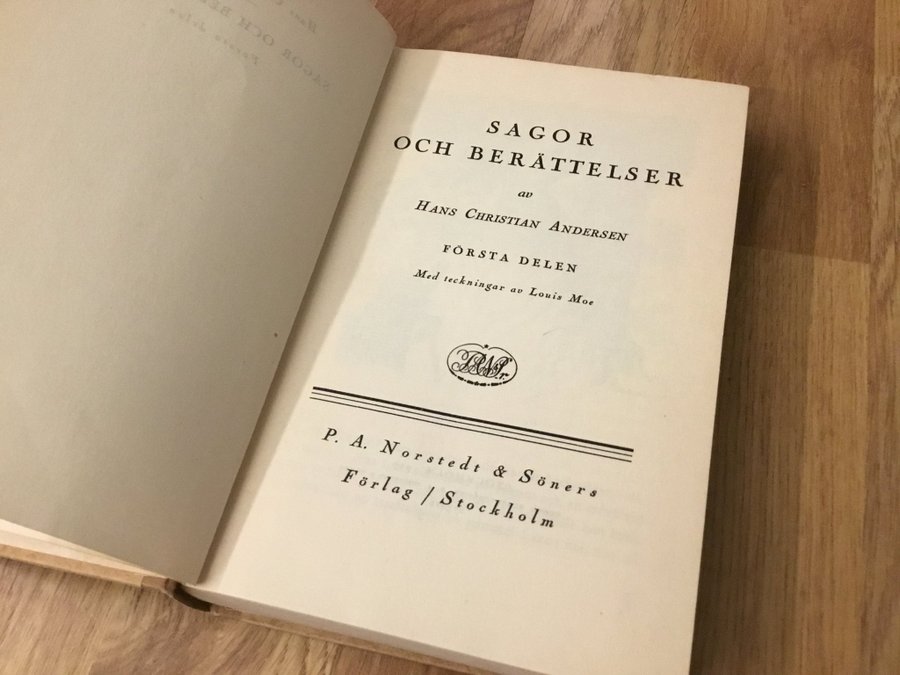 SAGOR
OCH BERÄTTELSER
av
HANS CHRISTIAN ANDERSEN
FÖRSTA DELEN
Med teckningar av Louis Moe
P. A. Norstedt & Söners
Förlag / Stockholm